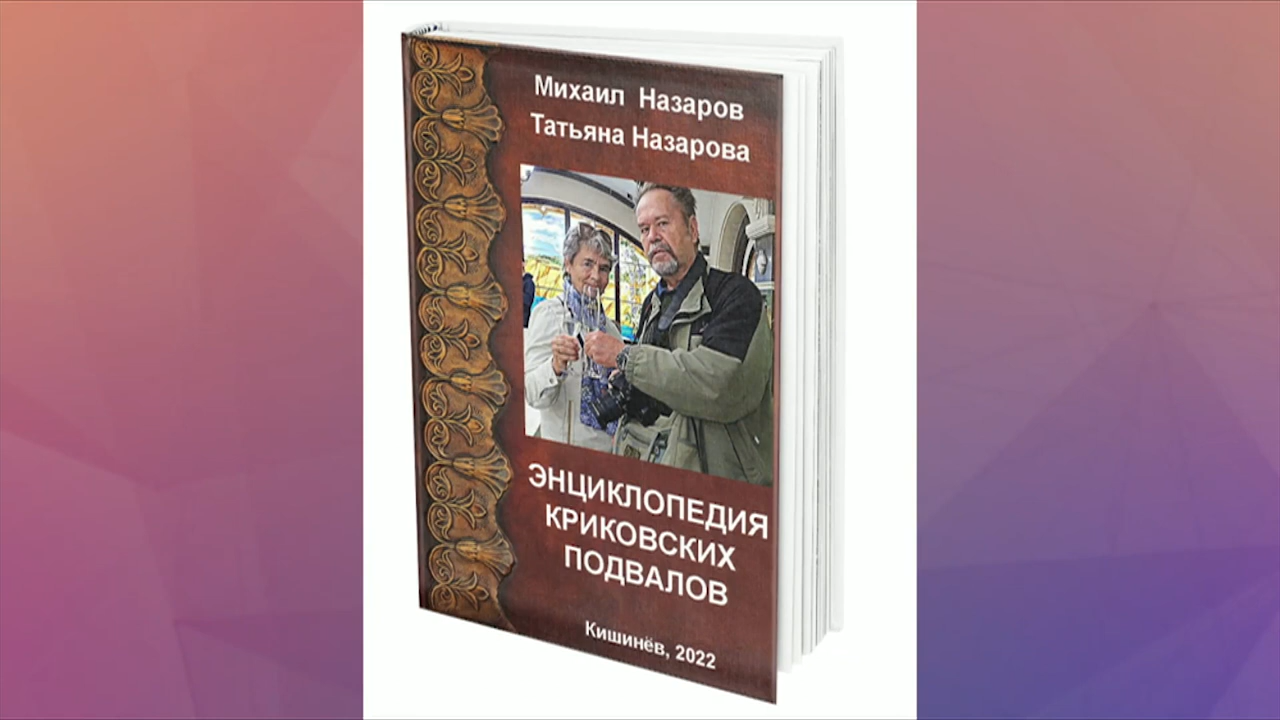 Михаил Назаров
Татьяна Назарова
ЭНЦИКЛОПЕДИЯ
КРИКОВСКИХ
ПОДВАЛОВ
Кишинёв, 2022